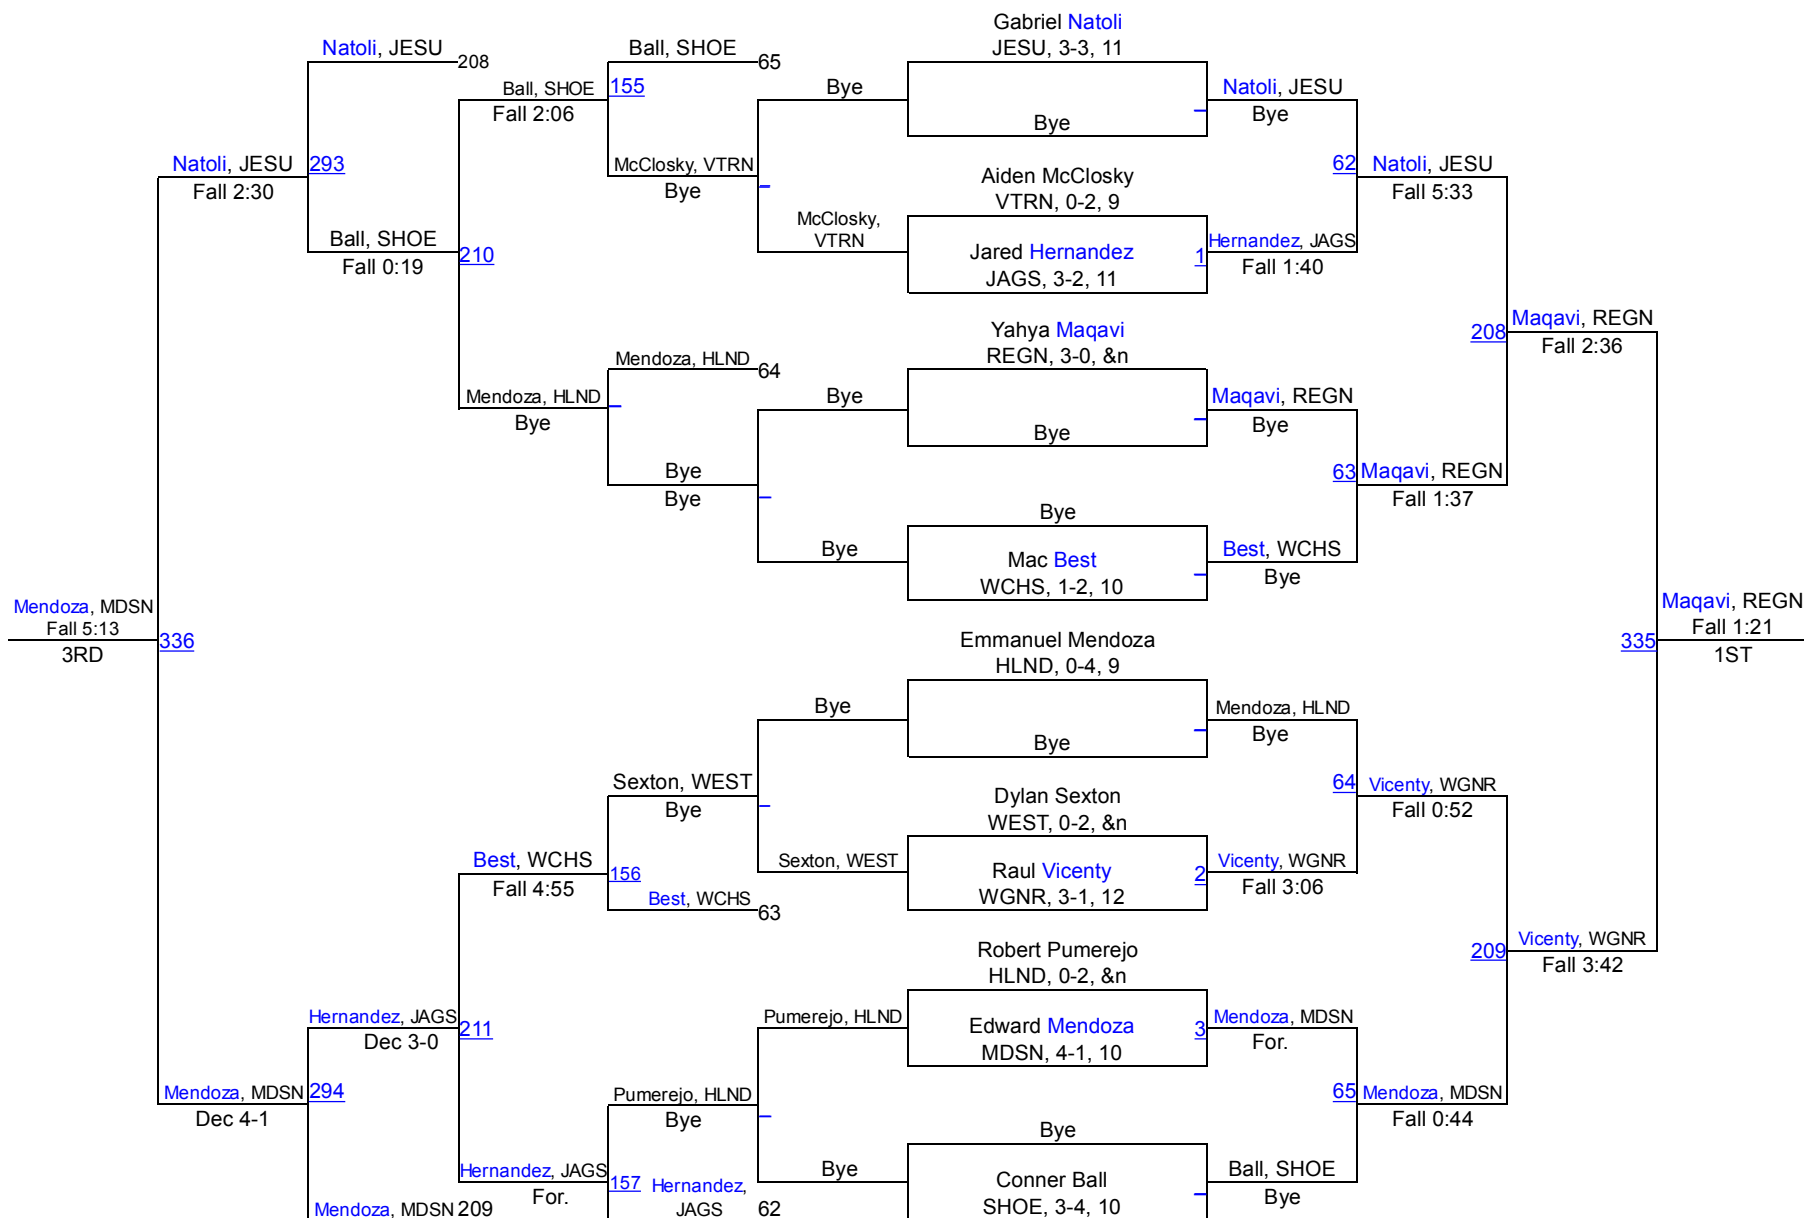 Gabriel Natoli
Natoli, JESU
208
Ball, SHOE
65
JESU, 3-3, 11
Ball, SHOE
155
Fall 2:06
Bye
Natoli, JESU
Bye
Bye
Natoli, JESU
293
Fall 2:30
McClosky, VTRN
Bye
Aiden McClosky
VTRN, 0-2, 9
62
Natoli, JESU
Fall 5:33
Ball, SHOE
Fall 0:19
210
McClosky,
VTRN
Jared Hernandez
JAGS, 3-2, 11
1
Hernandez, JAGS
Fall 1:40
Yahya Maqavi
REGN, 3-0, &n
208
Maqavi, REGN
Fall 2:36
Mendoza, HLND
64
Mendoza, HLND
Bye
Bye
Bye
Maqavi, REGN
Bye
Bye
Bye
63
Maqavi, REGN
Fall 1:37
Bye
Bye
Mac Best
WCHS, 1-2, 10
Best, WCHS
Bye
Mendoza, MDSN
Fall 5:13
3RD
336
Emmanuel Mendoza
HLND, 0-4, 9
335
Maqavi, REGN
Fall 1:21
1ST
Bye
Bye
Mendoza, HLND
Bye
Sexton, WEST
Bye
Dylan Sexton
WEST, 0-2, &n
64
Vicenty, WGNR
Fall 0:52
Best, WCHS
Fall 4:55
156
Best, WCHS
63
Sexton, WEST
Raul Vicenty
WGNR, 3-1, 12
2
Vicenty, WGNR
Fall 3:06
Robert Pumerejo
HLND, 0-2, &n
209
Vicenty, WGNR
Fall 3:42
Hernandez, JAGS
Dec 3-0
211
Pumerejo, HLND
Edward Mendoza
MDSN, 4-1, 10
3
Mendoza, MDSN
For.
Mendoza, MDSN
Dec 4-1
294
Pumerejo, HLND
Bye
65
Mendoza, MDSN
Fall 0:44
Bye
Hernandez, JAGS
For.
157
Hernandez,
JAGS
62
Bye
Conner Ball
SHOE, 3-4, 10
Ball, SHOE
Bye
Mendoza, MDSN
209